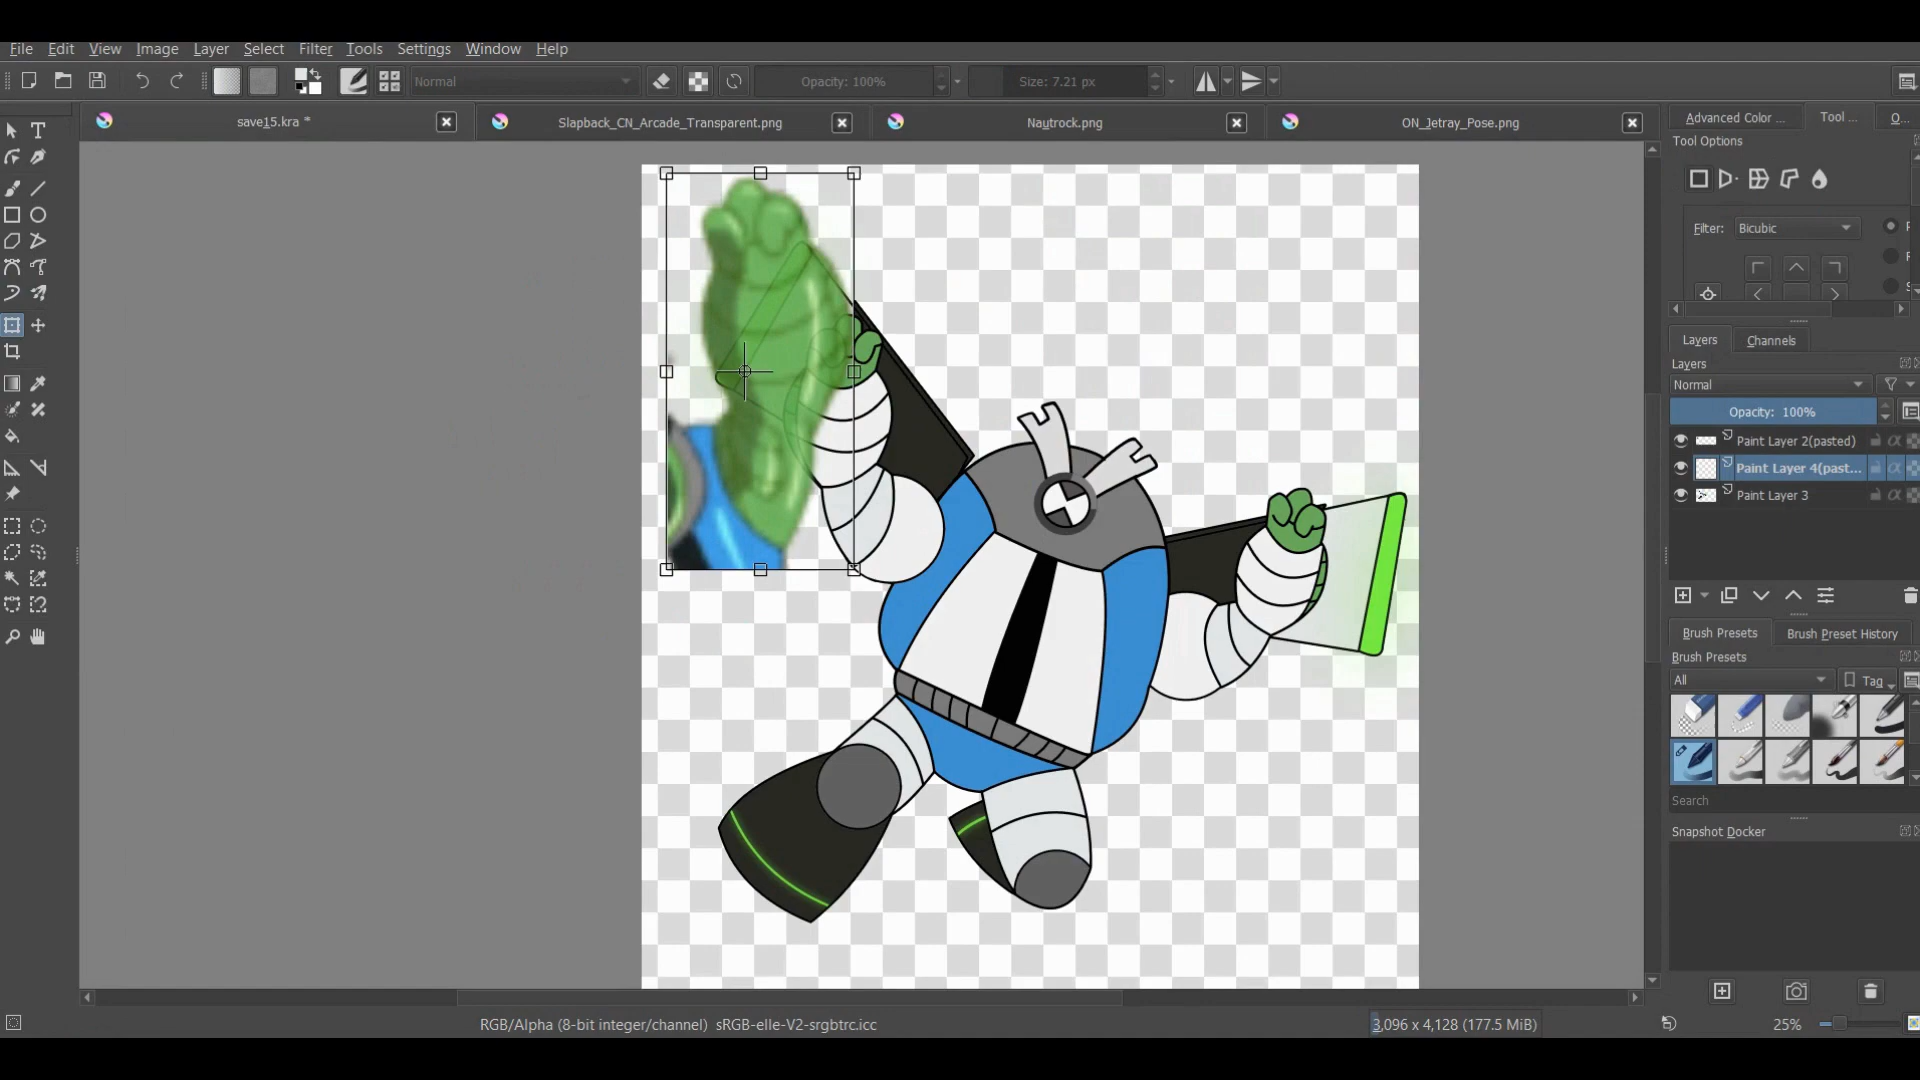 File Edit View Image Layer Select Filter Tools Settings Window Help
Normal Opacity: 100% Size: 7.21 px
save15.kra * Slapback_CN_Arcade_Transparent.png Nautrock.png ON_Jetray_Pose.png
Advanced Color ... Tool ... O...
Tool Options
Filter: Bicubic
Layers Channels
Layers
Normal
Opacity: 100%
Paint Layer 2(pasted)
Paint Layer 4(past...
Paint Layer 3
Brush Presets Brush Preset History
Brush Presets
All Tag
Search
Snapshot Docker
RGB/Alpha (8-bit integer/channel) sRGB-elle-V2-srgbtrc.icc 3,096 x 4,128 (177.5 MiB) 25%